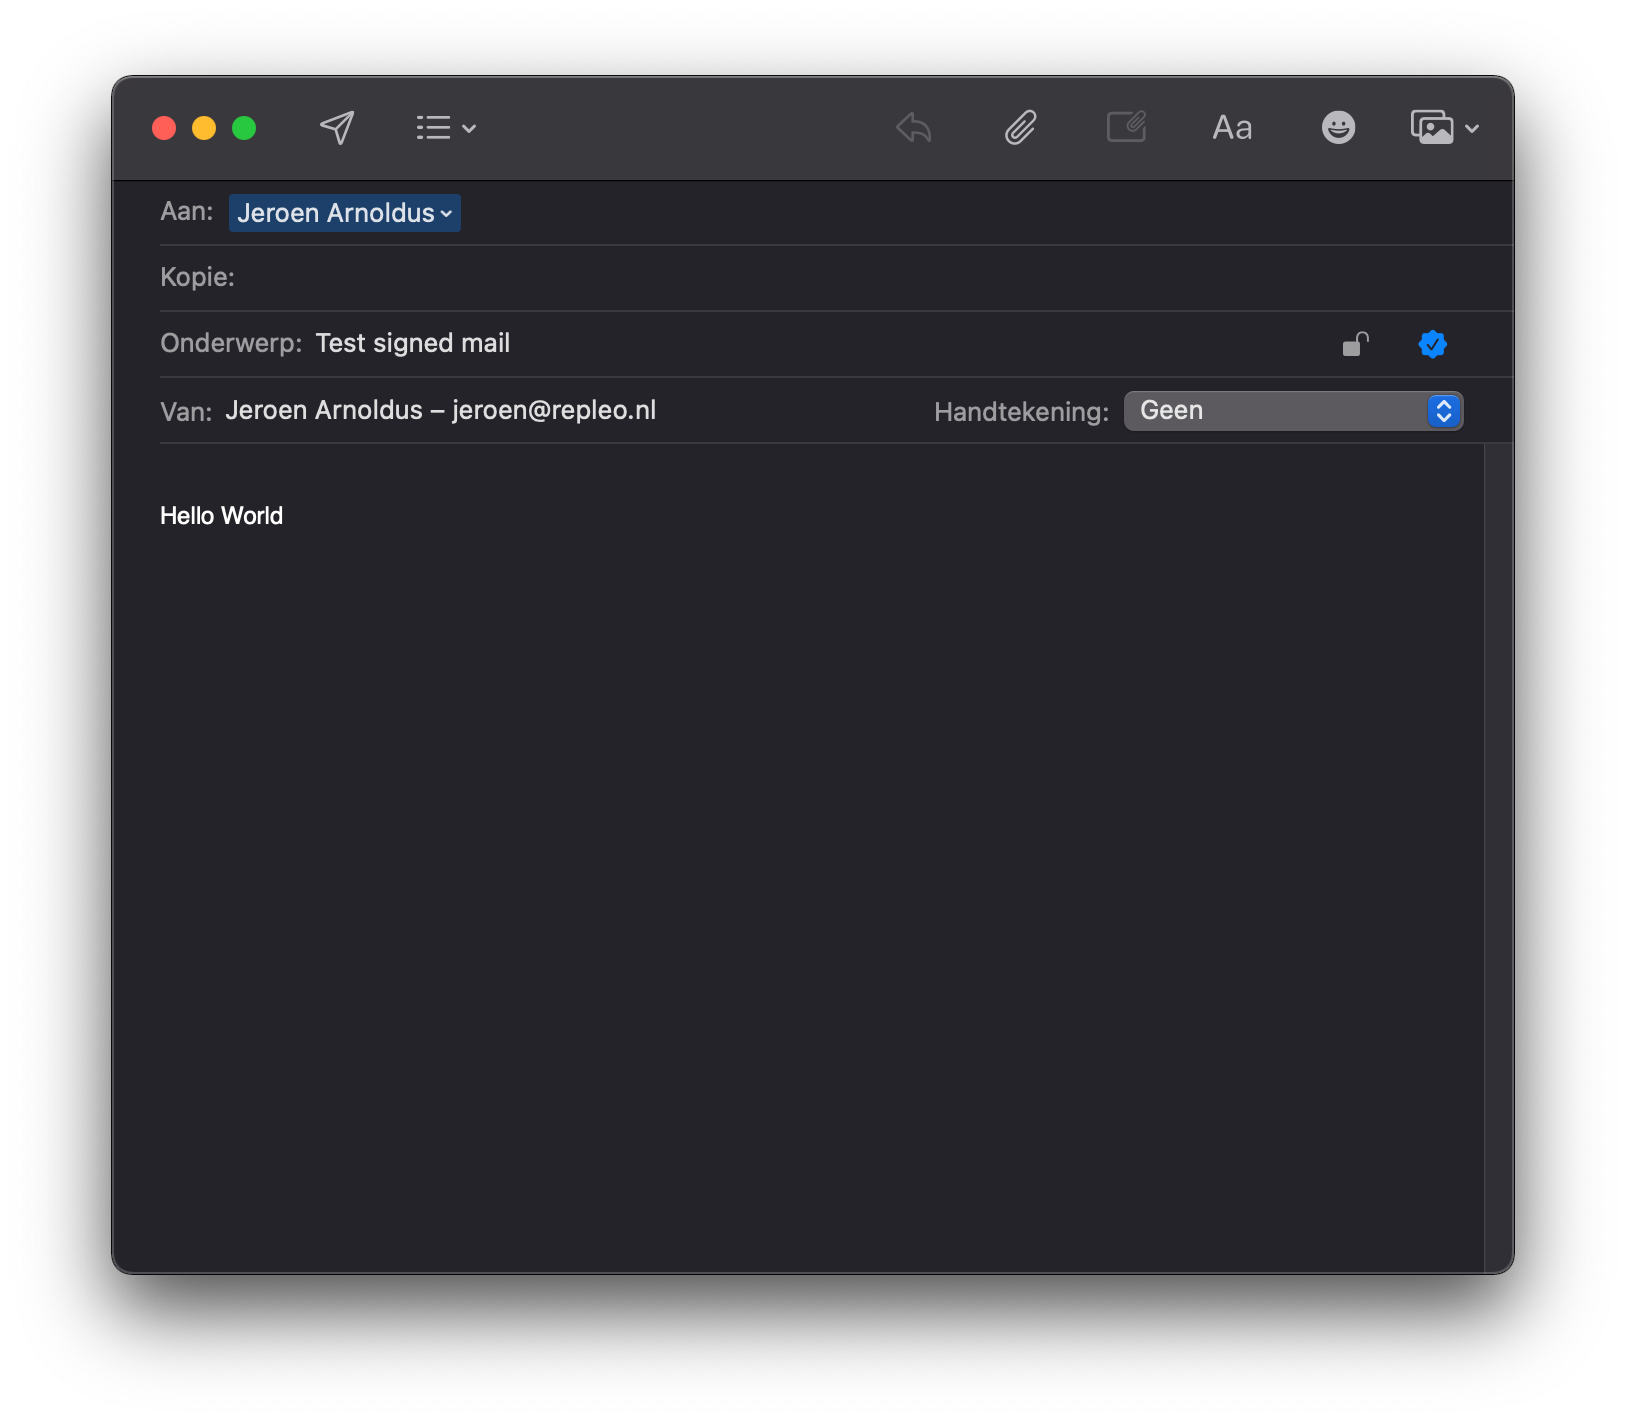 Aa
Aan: Jeroen Arnoldus
Kopie:
Onderwerp: Test signed mail
Van: Jeroen Arnoldus – jeroen@repleo.nl Handtekening: Geen
Hello World